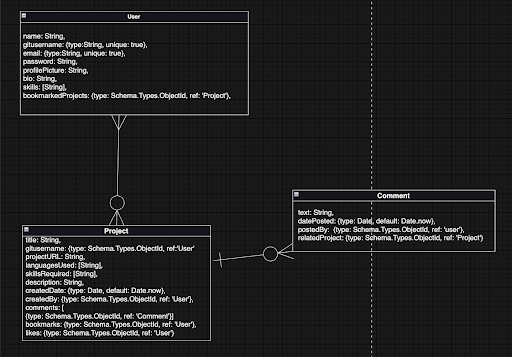 User
name: String,
gitusername: {type:String, unique: true},
email: {type:String, unique: true},
password: String,
profilePicture: String,
bio: String,
skills: [String],
bookmarkedProjects: {type: Schema.Types.ObjectId, ref: 'Project'},
Comment
text: String,
datePosted: {type: Date, default: Date.now},
postedBy: {type: Schema.Types.ObjectId, ref: 'user'},
relatedProject: {type: Schema.Types.ObjectId, ref: 'Project'}
Project
title: String,
gitusername: {type: Schema.Types.ObjectId, ref:'User'
projectURL: String,
languagesUsed: [String],
skillsRequired: [String],
description: String,
createdDate: {type: Date, default: Date.now},
createdBy: {type: Schema.Types.ObjectId, ref: 'User'},
comments: [
{type: Schema.Types.ObjectId, ref: 'Comment'}]
bookmarks: {type: Schema.Types.ObjectId, ref: 'User'},
likes: {type: Schema.Types.ObjectId, ref: 'User'}